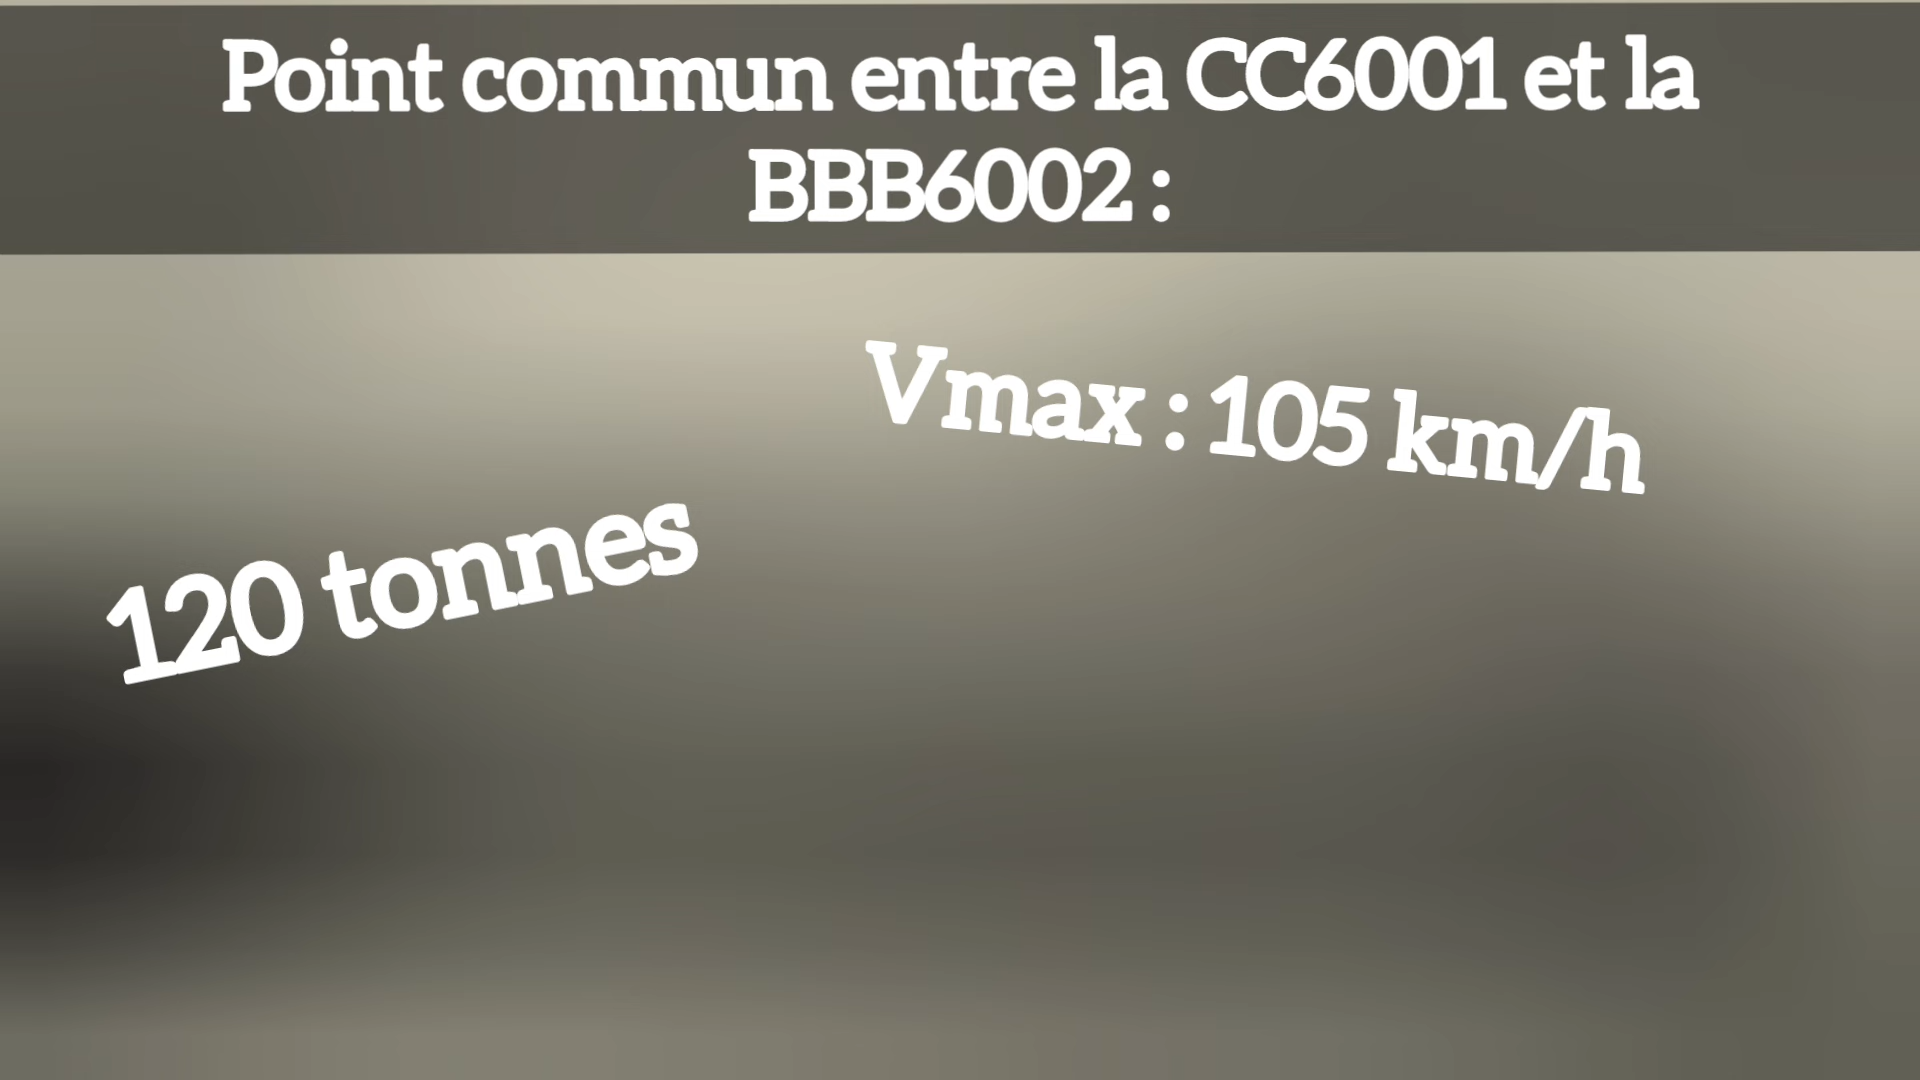 Point commun entre la CC6001 et la
BBB6002 :
Vmax : 105 km/h
120 tonnes